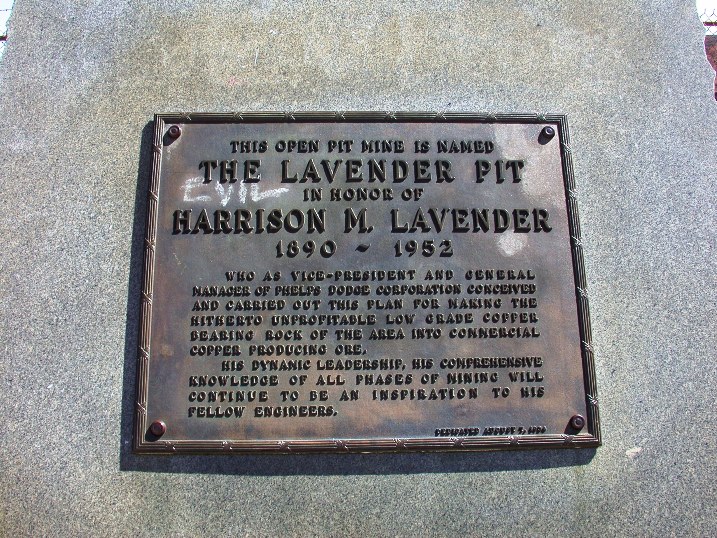 THIS OPEN PIT MINE IS NAMED
THE LAVENDER PIT
EVIL
IN HONOR OF
HARRISON M. LAVENDER
1890 ~ 1952
WHO AS VICE-PRESIDENT AND GENERAL
MANAGER OF PHELPS DODGE CORPORATION CONCEIVED
AND CARRIED OUT THIS PLAN FOR MAKING THE
HITHERTO UNPROFITABLE LOW GRADE COPPER
BEARING ROCK OF THE AREA INTO COMMERCIAL
COPPER PRODUCING ORE.
HIS DYNAMIC LEADERSHIP, HIS COMPREHENSIVE
KNOWLEDGE OF ALL PHASES OF MINING WILL
CONTINUE TO BE AN INSPIRATION TO HIS
FELLOW ENGINEERS.
DEDICATED AUGUST 7,